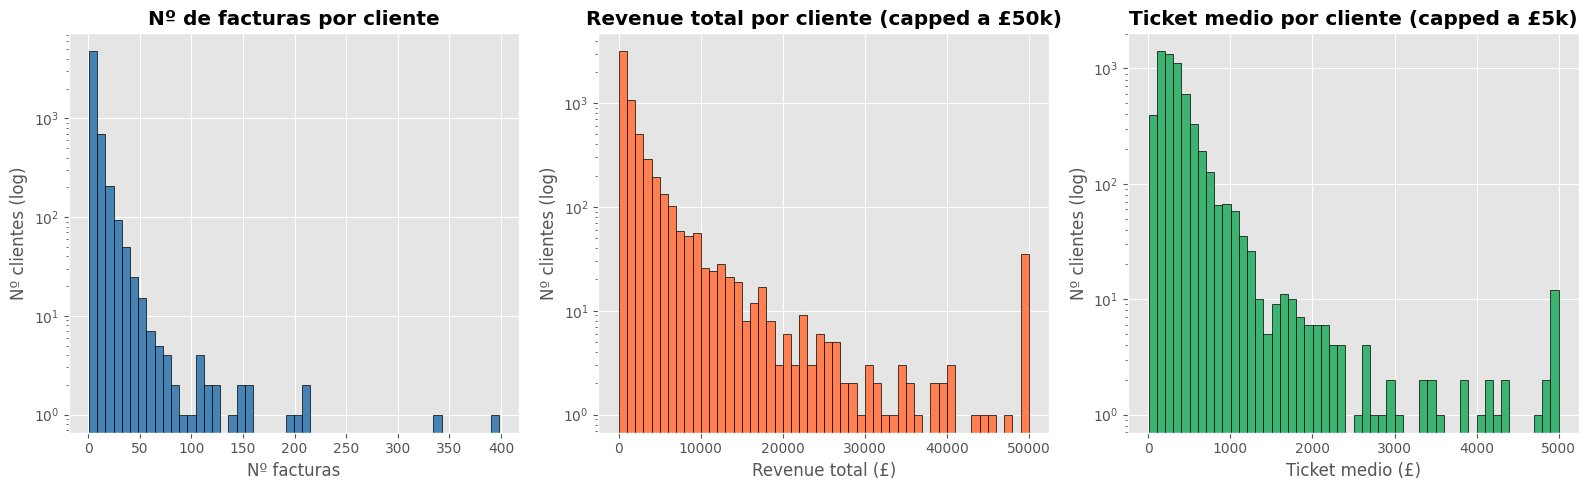 Nº de facturas por cliente
Nº clientes (log)
10³
10²
10¹
10⁰
0 50 100 150 200 250 300 350 400
Nº facturas
Revenue total por cliente (capped a £50k)
Nº clientes (log)
10³
10²
10¹
10⁰
0 10000 20000 30000 40000 50000
Revenue total (£)
Ticket medio por cliente (capped a £5k)
Nº clientes (log)
10³
10²
10¹
10⁰
0 1000 2000 3000 4000 5000
Ticket medio (£)